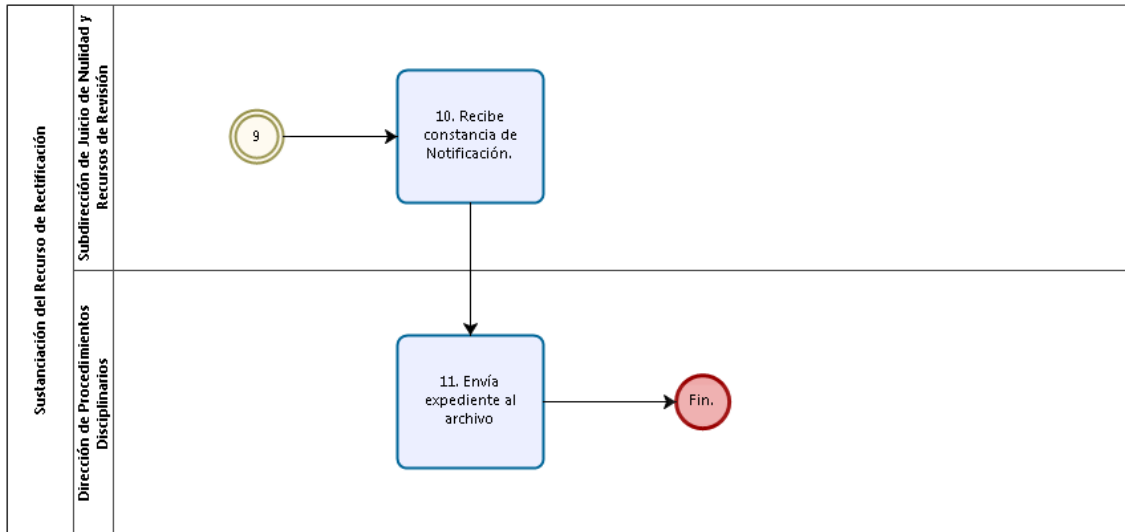 Sustanciación del Recurso de Rectificación
Subdirección de Juicio de Nulidad y
Recursos de Revisión
9
10. Recibe
constancia de
Notificación.
Dirección de Procedimientos
Disciplinarios
11. Envía
expediente al
archivo
Fin.